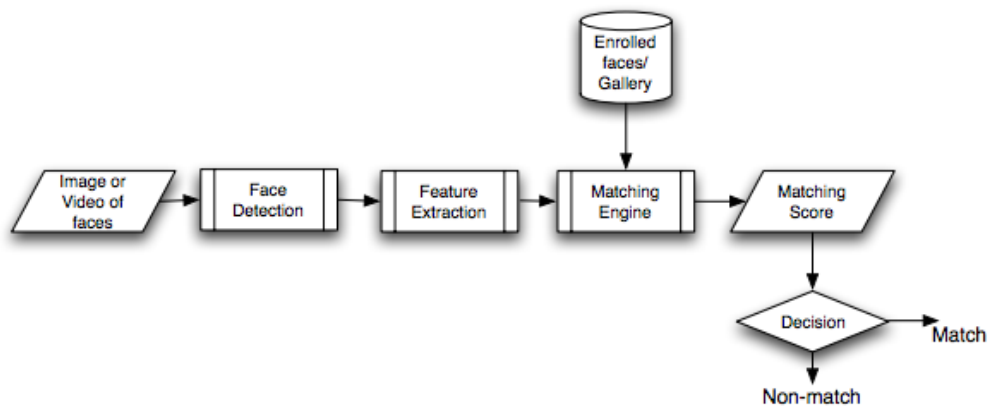 Enrolled
faces/
Gallery
Image or
Video of
faces
Face
Detection
Feature
Extraction
Matching
Engine
Matching
Score
Decision
Match
Non-match